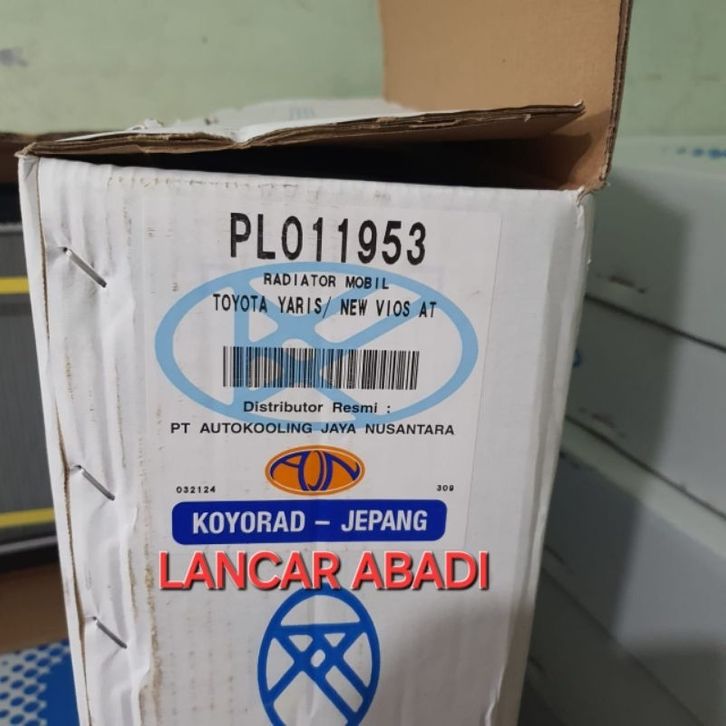 PL011953
RADIATOR MOBIL
TOYOTA YARIS/ NEW VIOS AT
Distributor Resmi :
PT AUTOKOOLING JAYA NUSANTARA
AJN
032124 309
KOYORAD – JEPANG
LANCAR ABADI